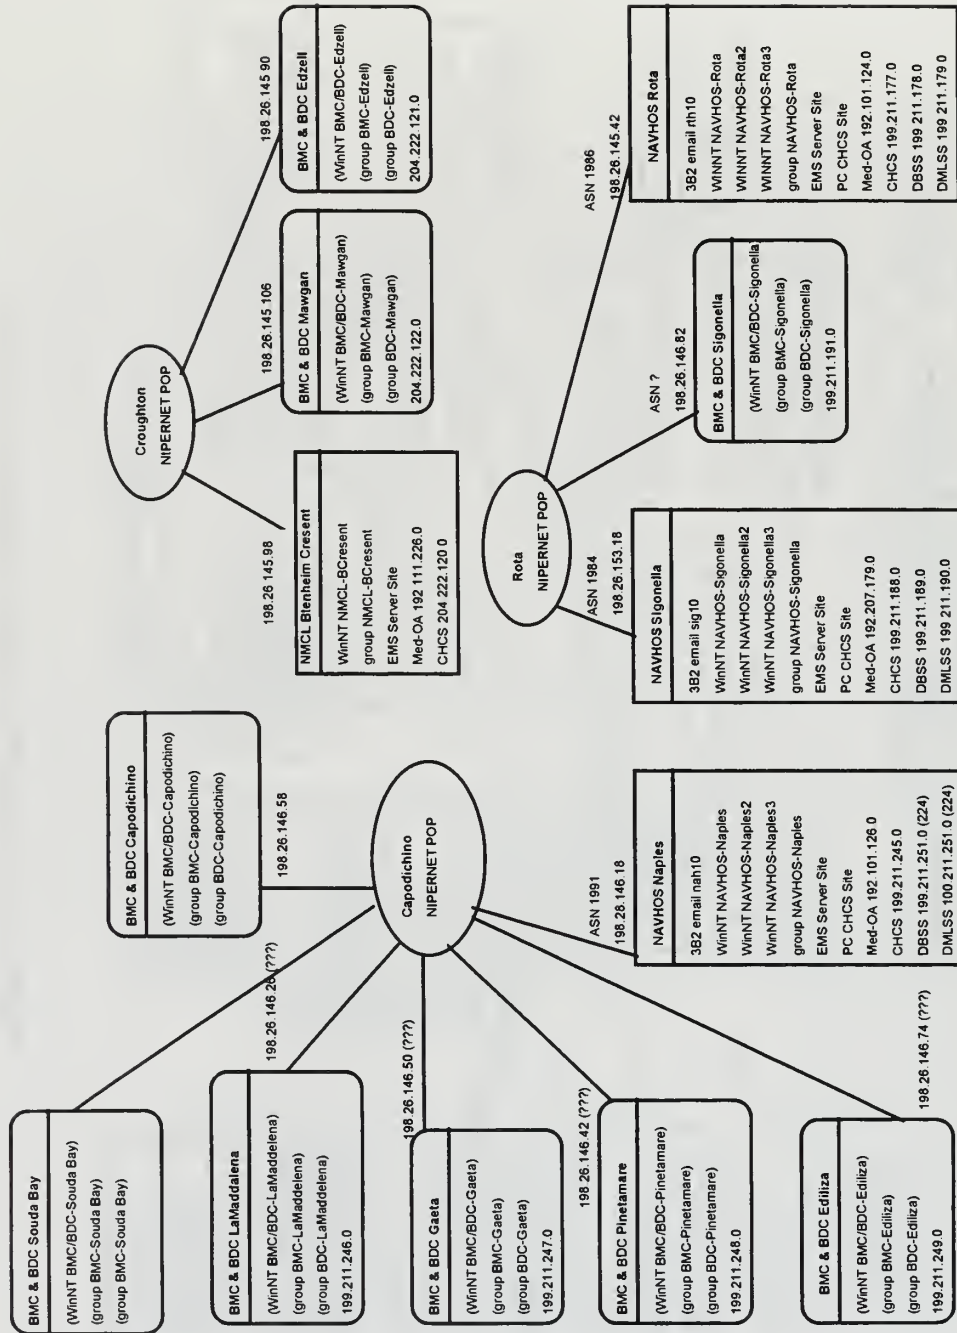 BMC & BDC Souda Bay
(WinNT BMC/BDC-Souda Bay)
(group BMC-Souda Bay)
(group BMC-Souda Bay)
198.26.146.26 (???)
BMC & BDC LaMaddalena
(WinNT BMC/BDC-LaMaddelena)
(group BMC-LaMaddelena)
(group BDC-LaMaddelena)
199.211.246.0
198.26.146.50 (???)
BMC & BDC Gaeta
(WinNT BMC/BDC-Gaeta)
(group BMC-Gaeta)
(group BDC-Gaeta)
199.211.247.0
198.26.146.42 (???)
BMC & BDC Pinetamare
(WinNT BMC/BDC-Pinetamare)
(group BMC-Pinetamare)
(group BDC-Pinetamare)
199.211.248.0
BMC & BDC Ediliza
(WinNT BMC/BDC-Ediliza)
(group BMC-Ediliza)
(group BDC-Ediliza)
199.211.249.0
198.26.146.74 (???)
BMC & BDC Capodichino
(WinNT BMC/BDC-Capodichino)
(group BMC-Capodichino)
(group BDC-Capodichino)
198.26.146.58
Capodichino
NIPERNET POP
ASN 1991
198.28.146.18
NAVHOS Naples
3B2 email nah10
WinNT NAVHOS-Naples
WinNT NAVHOS-Naples2
WinNT NAVHOS-Naples3
group NAVHOS-Naples
EMS Server Site
PC CHCS Site
Med-OA 192.101.126.0
CHCS 199.211.245.0
DBSS 199.211.251.0 (224)
DMLSS 100 211.251.0 (224)
Croughton
NIPERNET POP
198.26 145.98
NMCL Blenheim Cresent
WinNT NMCL-BCresent
group NMCL-BCresent
EMS Server Site
Med-OA 192 111.226.0
CHCS 204 222.120 0
198.26.145.106
BMC & BDC Mawgan
(WinNT BMC/BDC-Mawgan)
(group BMC-Mawgan)
(group BDC-Mawgan)
204.222.122.0
198.26.145 90
BMC & BDC Edzell
(WinNT BMC/BDC-Edzell)
(group BMC-Edzell)
(group BDC-Edzell)
204.222.121.0
Rota
NIPERNET POP
ASN 1984
198.26.153.18
NAVHOS Sigonella
3B2 email sig10
WinNT NAVHOS-Sigonella
WinNT NAVHOS-Sigonella2
WinNT NAVHOS-Sigonella3
group NAVHOS-Sigonella
EMS Server Site
PC CHCS Site
Med-OA 192.207.179.0
CHCS 199.211.188.0
DBSS 199.211.189.0
DMLSS 199 211.190.0
ASN ?
198.26.146.82
BMC & BDC Sigonella
(WinNT BMC/BDC-Sigonella)
(group BMC-Sigonella)
(group BDC-Sigonella)
199.211.191.0
ASN 1986
198.26.145.42
NAVHOS Rota
3B2 email rth10
WINNT NAVHOS-Rota
WINNT NAVHOS-Rota2
WINNT NAVHOS-Rota3
group NAVHOS-Rota
EMS Server Site
PC CHCS Site
Med-OA 192.101.124.0
CHCS 199.211.177.0
DBSS 199 211.178.0
DMLSS 199 211.179 0